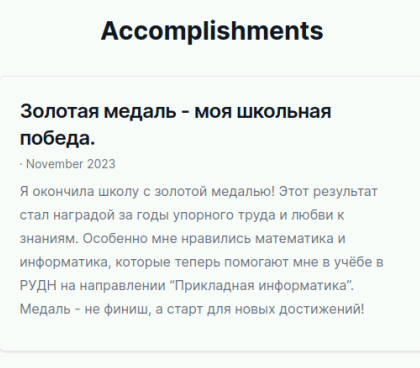 Accomplishments
Золотая медаль - моя школьная
победа.
· November 2023
Я окончила школу с золотой медалью! Этот результат
стал наградой за годы упорного труда и любви к
знаниям. Особенно мне нравились математика и
информатика, которые теперь помогают мне в учёбе в
РУДН на направлении “Прикладная информатика”.
Медаль - не финиш, а старт для новых достижений!